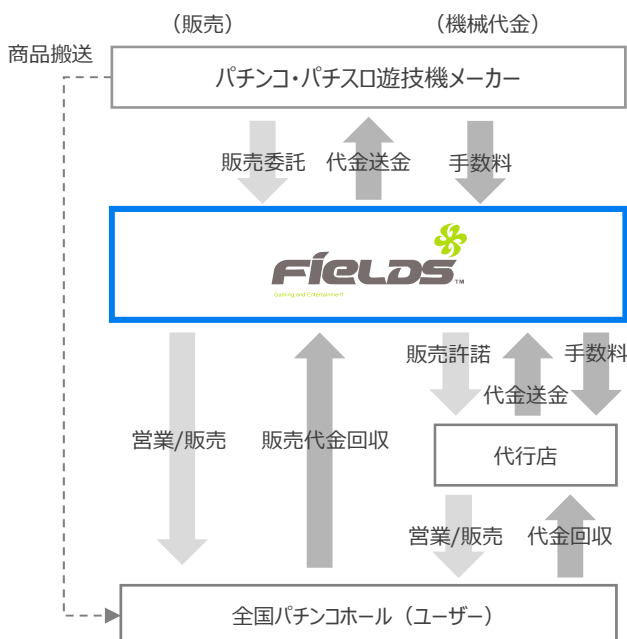 （販売）
（機械代金）
商品搬送
パチンコ・パチスロ遊技機メーカー
販売委託
代金送金
手数料
FIELDS™
Gaming and Entertainment
販売許諾
手数料
代金送金
営業/販売
販売代金回収
代行店
営業/販売
代金回収
全国パチンコホール（ユーザー）